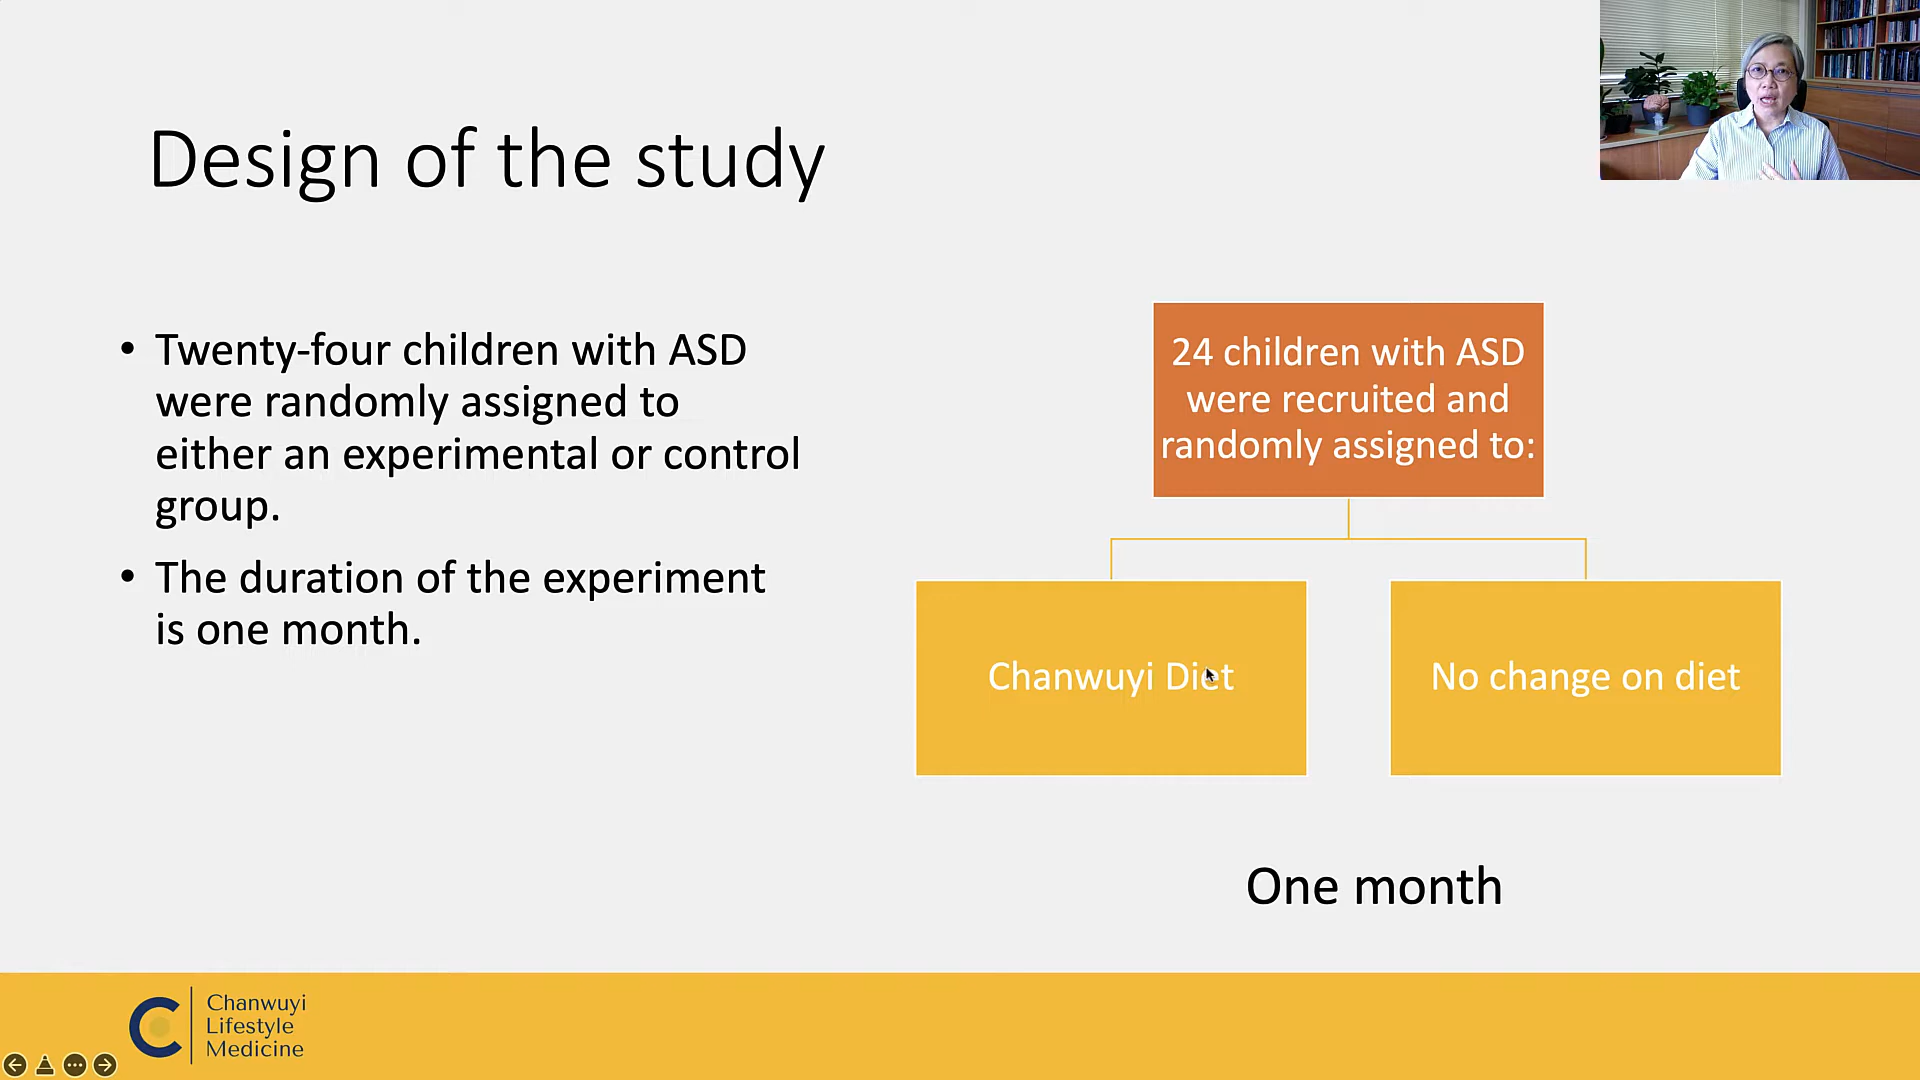 Design of the study
• Twenty-four children with ASD
were randomly assigned to
either an experimental or control
group.
• The duration of the experiment
is one month.
24 children with ASD
were recruited and
randomly assigned to:
Chanwuyi Diet
No change on diet
One month
Chanwuyi
Lifestyle
Medicine